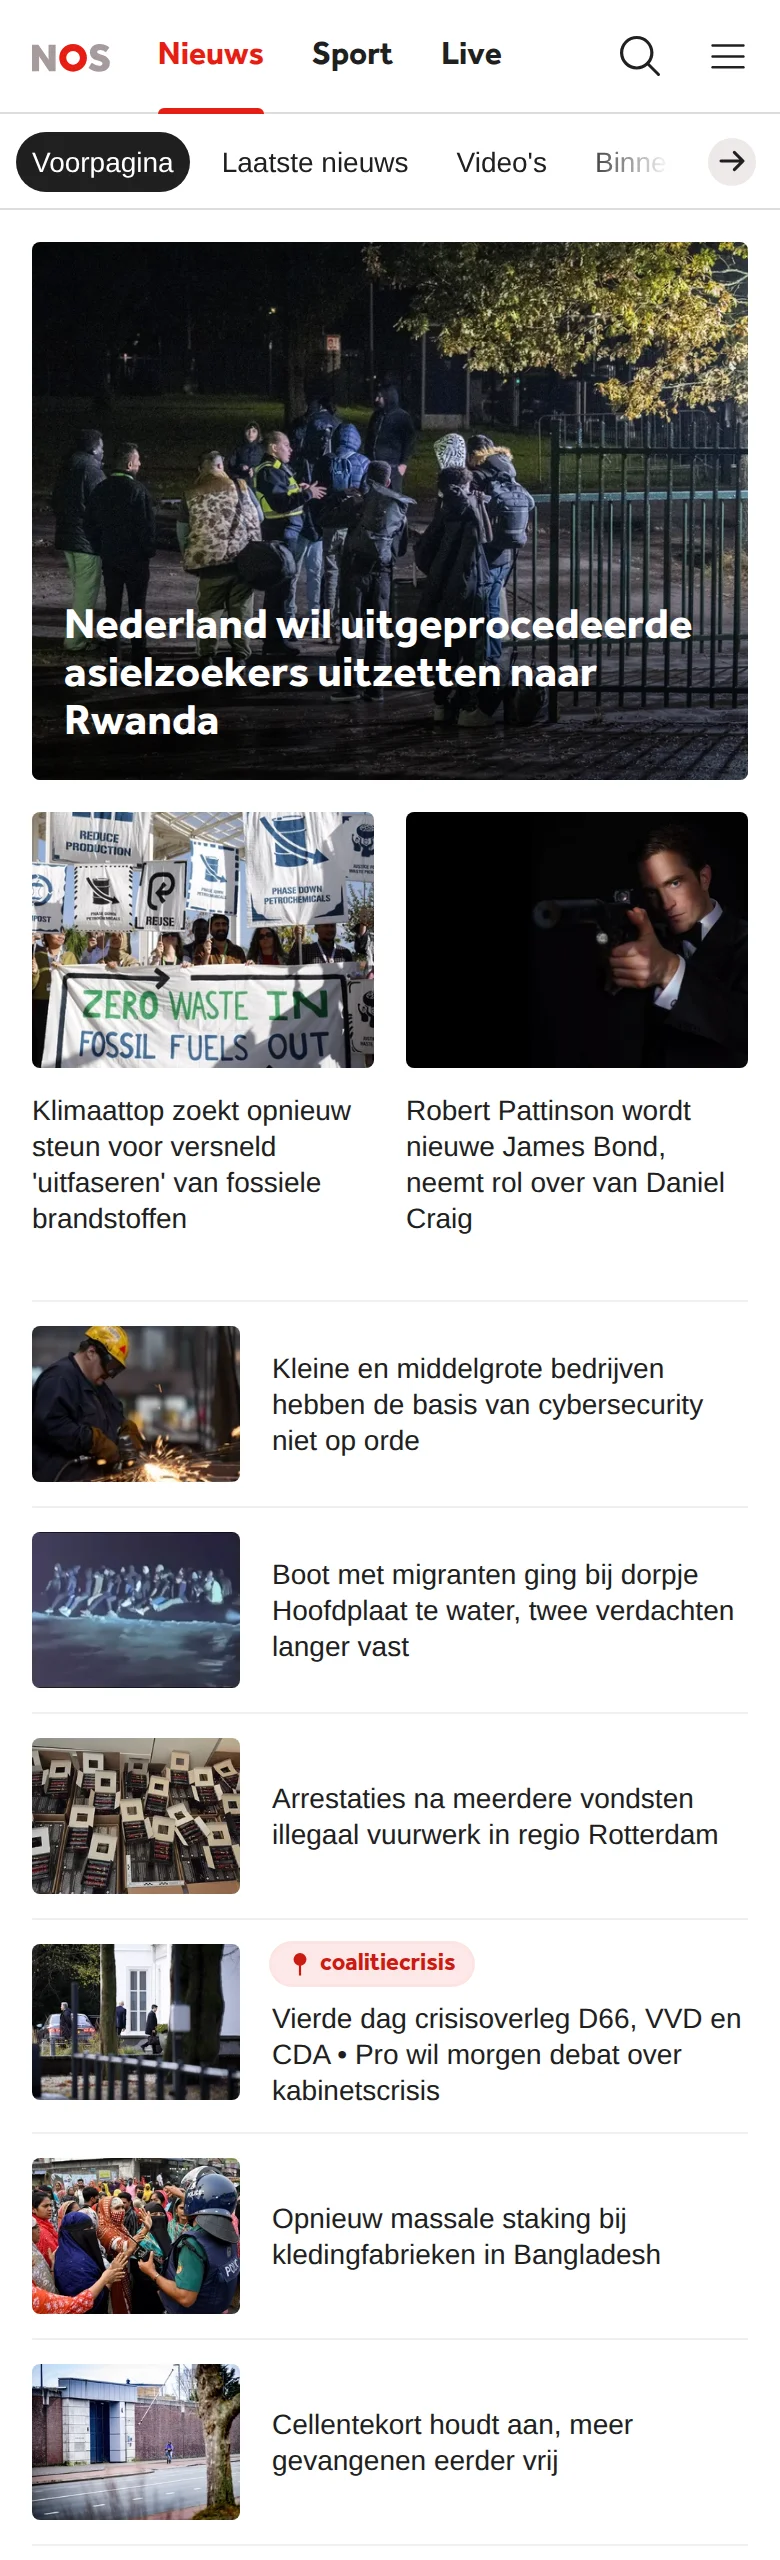 NOS Nieuws Sport Live
Voorpagina Laatste nieuws Video's Binne
Nederland wil uitgeprocedeerde
asielzoekers uitzetten naar
Rwanda
REDUCE
PRODUCTION
PHASE DOWN
PETROCHEMICALS
PHASE DOWN
PETROCHEMICALS
REUSE
ZERO WASTE IN
FOSSIL FUELS OUT
Klimaattop zoekt opnieuw
steun voor versneld
'uitfaseren' van fossiele
brandstoffen
Robert Pattinson wordt
nieuwe James Bond,
neemt rol over van Daniel
Craig
Kleine en middelgrote bedrijven
hebben de basis van cybersecurity
niet op orde
Boot met migranten ging bij dorpje
Hoofdplaat te water, twee verdachten
langer vast
Arrestaties na meerdere vondsten
illegaal vuurwerk in regio Rotterdam
coalitiecrisis
Vierde dag crisisoverleg D66, VVD en
CDA • Pro wil morgen debat over
kabinetscrisis
Opnieuw massale staking bij
kledingfabrieken in Bangladesh
Cellentekort houdt aan, meer
gevangenen eerder vrij